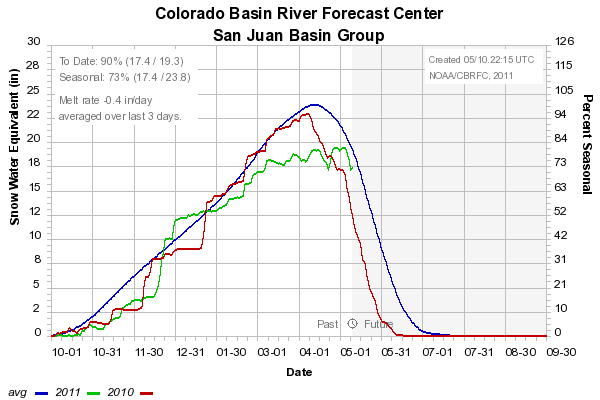 Colorado Basin River Forecast Center
San Juan Basin Group
To Date: 90% (17.4 / 19.3)
Seasonal: 73% (17.4 / 23.8)
Melt rate -0.4 in/day
averaged over last 3 days.
Created 05/10.22:15 UTC
NOAA/CBRFC, 2011
Snow Water Equivalent (in)
30
28
25
22
20
18
15
12
10
8
5
2
0
Percent Seasonal
126
115
105
94
84
73
63
52
42
31
21
10
0
Past
Future
10-01 10-31 11-30 12-31 01-30 03-01 04-01 05-01 05-31 07-01 07-31 08-30 09-30
Date
avg 2011 2010